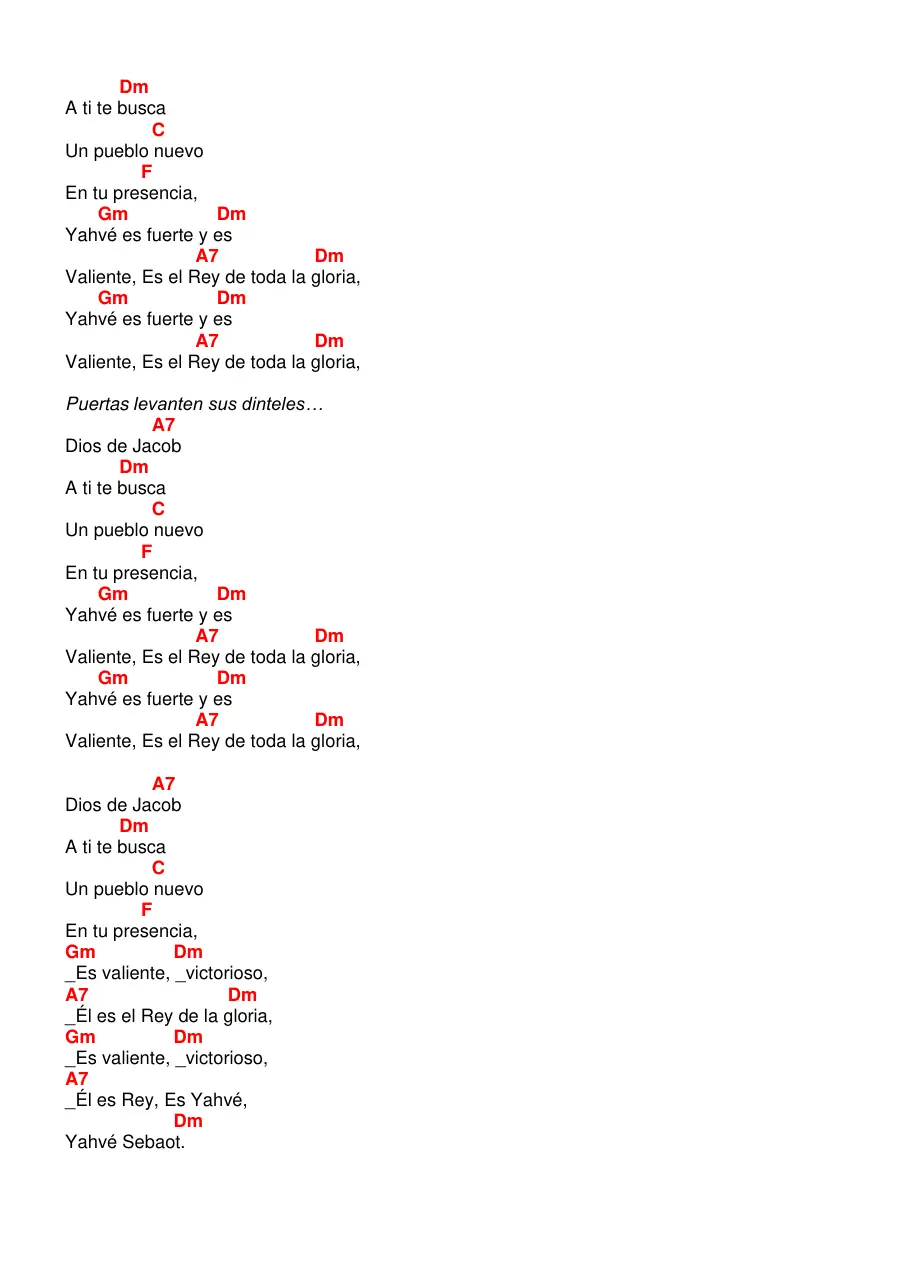 Dm
A ti te busca
C
Un pueblo nuevo
F
En tu presencia,
Gm Dm
Yahvé es fuerte y es
A7 Dm
Valiente, Es el Rey de toda la gloria,
Gm Dm
Yahvé es fuerte y es
A7 Dm
Valiente, Es el Rey de toda la gloria,
Puertas levanten sus dinteles…
A7
Dios de Jacob
Dm
A ti te busca
C
Un pueblo nuevo
F
En tu presencia,
Gm Dm
Yahvé es fuerte y es
A7 Dm
Valiente, Es el Rey de toda la gloria,
Gm Dm
Yahvé es fuerte y es
A7 Dm
Valiente, Es el Rey de toda la gloria,
A7
Dios de Jacob
Dm
A ti te busca
C
Un pueblo nuevo
F
En tu presencia,
Gm Dm
_Es valiente, _victorioso,
A7 Dm
_Él es el Rey de la gloria,
Gm Dm
_Es valiente, _victorioso,
A7
_Él es Rey, Es Yahvé,
Dm
Yahvé Sebaot.